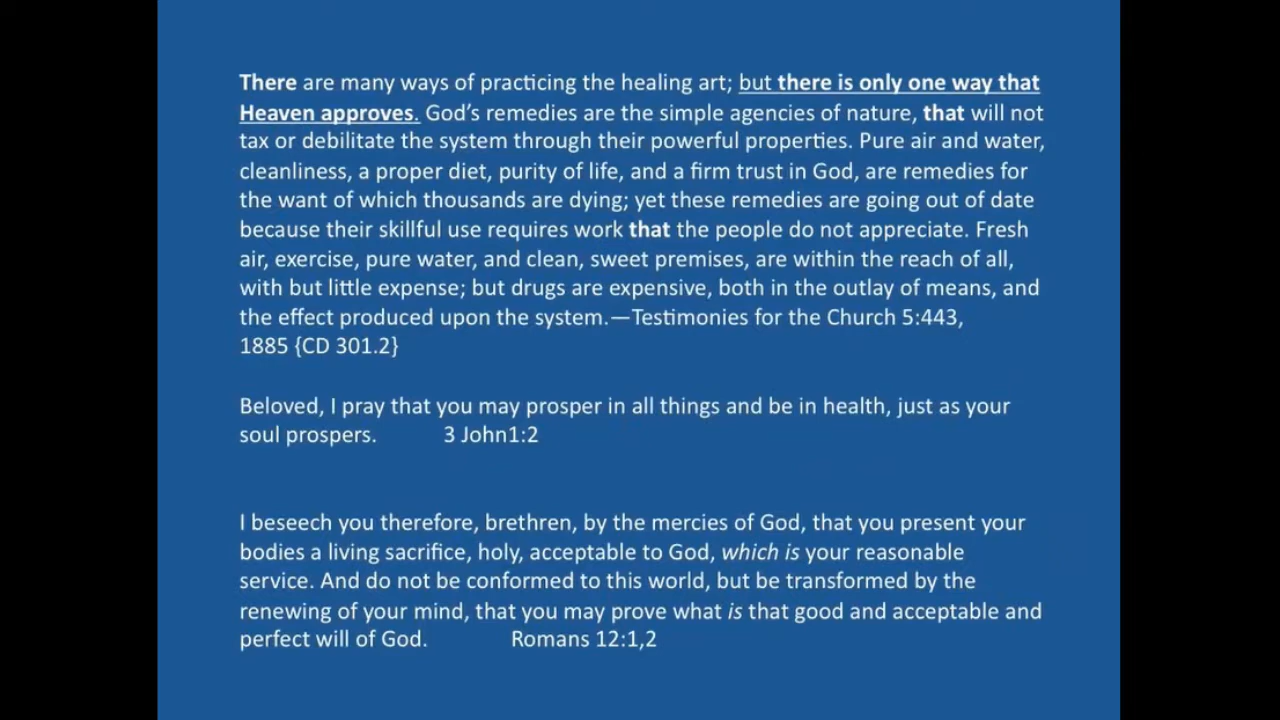 There are many ways of practicing the healing art; but there is only one way that
Heaven approves. God’s remedies are the simple agencies of nature, that will not
tax or debilitate the system through their powerful properties. Pure air and water,
cleanliness, a proper diet, purity of life, and a firm trust in God, are remedies for
the want of which thousands are dying; yet these remedies are going out of date
because their skillful use requires work that the people do not appreciate. Fresh
air, exercise, pure water, and clean, sweet premises, are within the reach of all,
with but little expense; but drugs are expensive, both in the outlay of means, and
the effect produced upon the system.—Testimonies for the Church 5:443,
1885 {CD 301.2}
Beloved, I pray that you may prosper in all things and be in health, just as your
soul prospers. 3 John1:2
I beseech you therefore, brethren, by the mercies of God, that you present your
bodies a living sacrifice, holy, acceptable to God, which is your reasonable
service. And do not be conformed to this world, but be transformed by the
renewing of your mind, that you may prove what is that good and acceptable and
perfect will of God. Romans 12:1,2